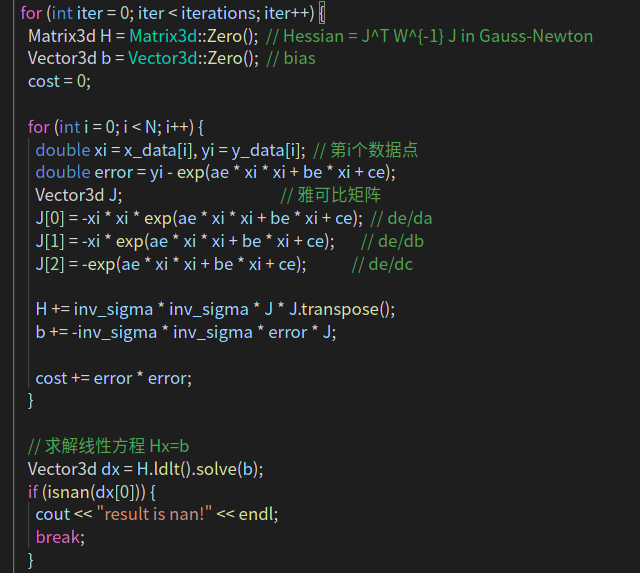 for (int iter = 0; iter < iterations; iter++) {
Matrix3d H = Matrix3d::Zero(); // Hessian = J^T W^{-1} J in Gauss-Newton
Vector3d b = Vector3d::Zero(); // bias
cost = 0;
for (int i = 0; i < N; i++) {
double xi = x_data[i], yi = y_data[i]; // 第i个数据点
double error = yi - exp(ae * xi * xi + be * xi + ce);
Vector3d J; // 雅可比矩阵
J[0] = -xi * xi * exp(ae * xi * xi + be * xi + ce); // de/da
J[1] = -xi * exp(ae * xi * xi + be * xi + ce); // de/db
J[2] = -exp(ae * xi * xi + be * xi + ce); // de/dc
H += inv_sigma * inv_sigma * J * J.transpose();
b += -inv_sigma * inv_sigma * error * J;
cost += error * error;
}
// 求解线性方程 Hx=b
Vector3d dx = H.ldlt().solve(b);
if (isnan(dx[0])) {
cout << "result is nan!" << endl;
break;
}